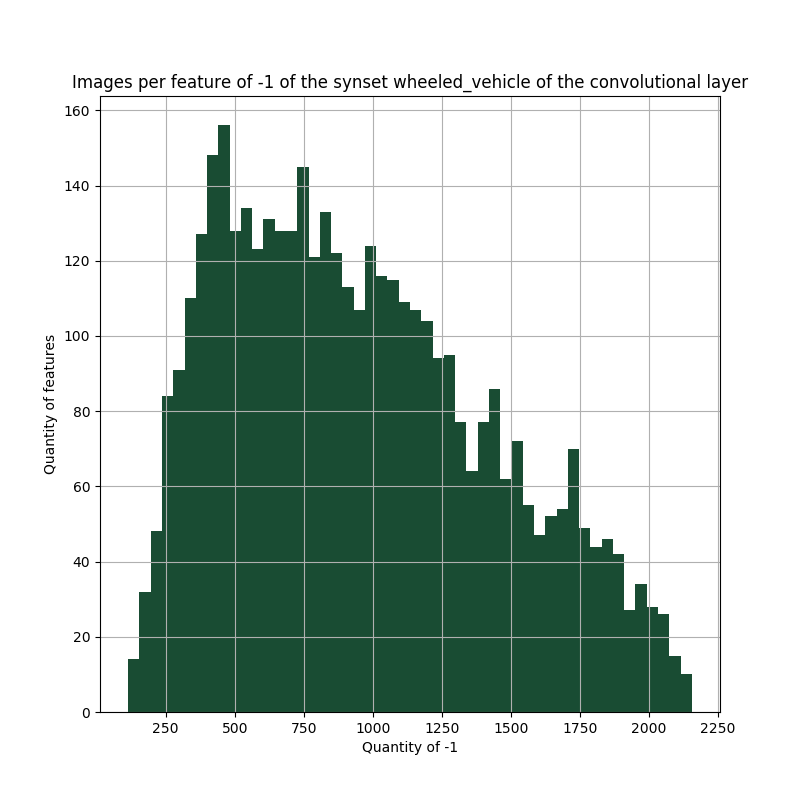 Images per feature of -1 of the synset wheeled_vehicle of the convolutional layer
160
140
120
100
80
60
40
20
0
Quantity of features
250 500 750 1000 1250 1500 1750 2000 2250
Quantity of -1